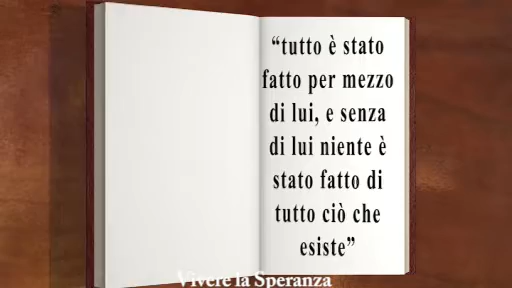 “tutto è stato
fatto per mezzo
di lui, e senza
di lui niente è
stato fatto di
tutto ciò che
esiste”
Vivere la Speranza